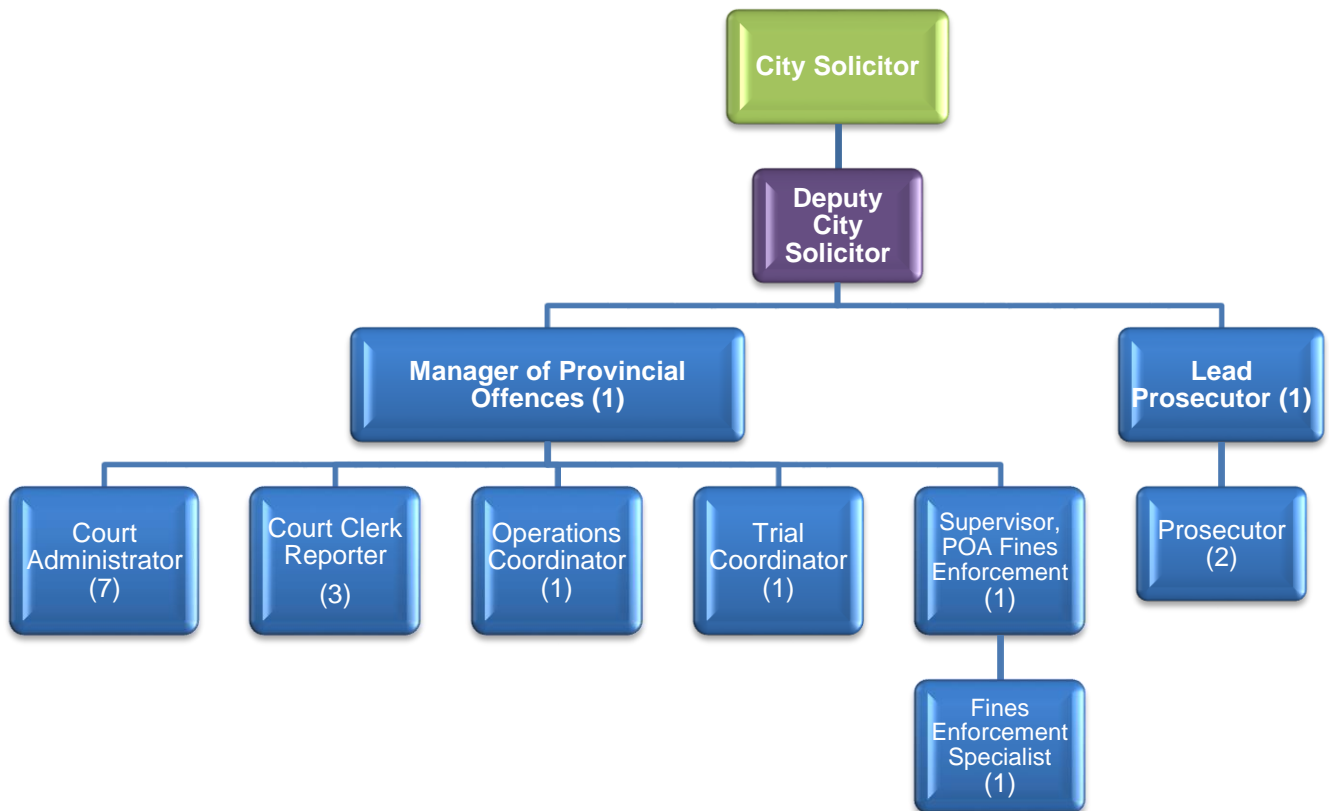 City Solicitor
Deputy
City
Solicitor
Manager of Provincial
Offences (1)
Lead
Prosecutor (1)
Court
Administrator
(7)
Court Clerk
Reporter
(3)
Operations
Coordinator
(1)
Trial
Coordinator
(1)
Supervisor,
POA Fines
Enforcement
(1)
Prosecutor
(2)
Fines
Enforcement
Specialist
(1)